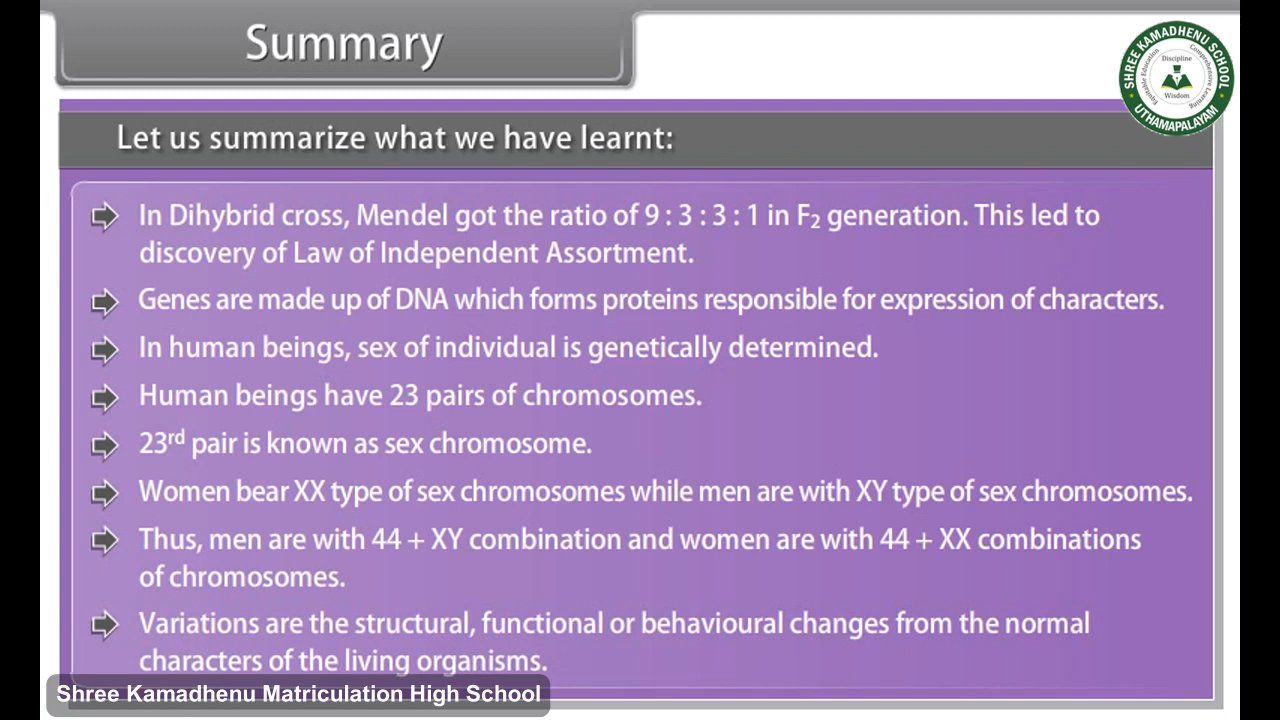 Summary
SHREE KAMADHENU SCHOOL
Equitable Education
Discipline
Comprehensive Learning
Wisdom
UTHAMAPALAYAM
Let us summarize what we have learnt:
In Dihybrid cross, Mendel got the ratio of 9 : 3 : 3 : 1 in F₂ generation. This led to
discovery of Law of Independent Assortment.
Genes are made up of DNA which forms proteins responsible for expression of characters.
In human beings, sex of individual is genetically determined.
Human beings have 23 pairs of chromosomes.
23rd pair is known as sex chromosome.
Women bear XX type of sex chromosomes while men are with XY type of sex chromosomes.
Thus, men are with 44 + XY combination and women are with 44 + XX combinations
of chromosomes.
Variations are the structural, functional or behavioural changes from the normal
characters of the living organisms.
Shree Kamadhenu Matriculation High School